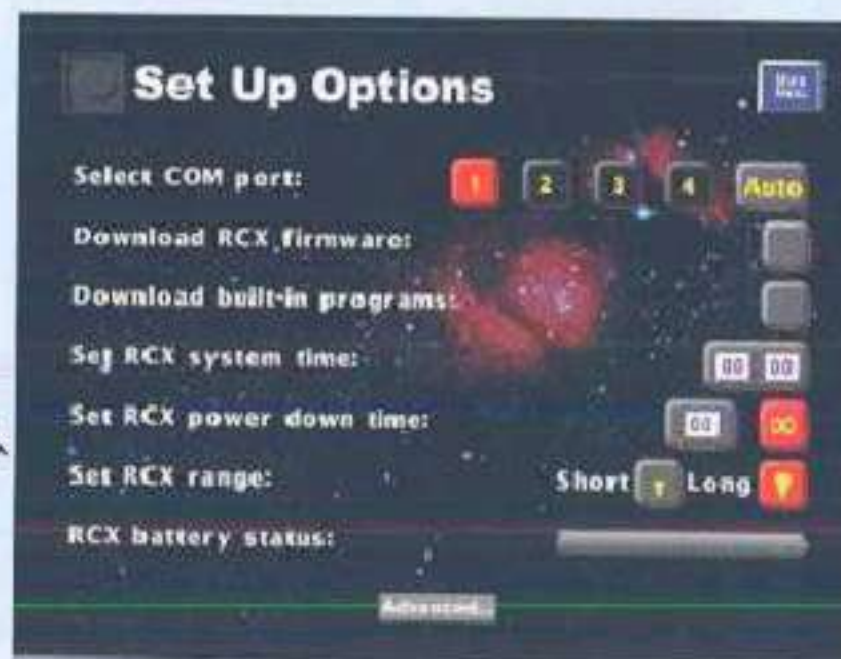 Set Up Options
Select COM port: 1 2 3 4 Auto
Download RCX firmware:
Download built-in programs:
Set RCX system time: 00 00
Set RCX power down time: 00 ∞
Set RCX range: Short Long
RCX battery status:
Advanced...